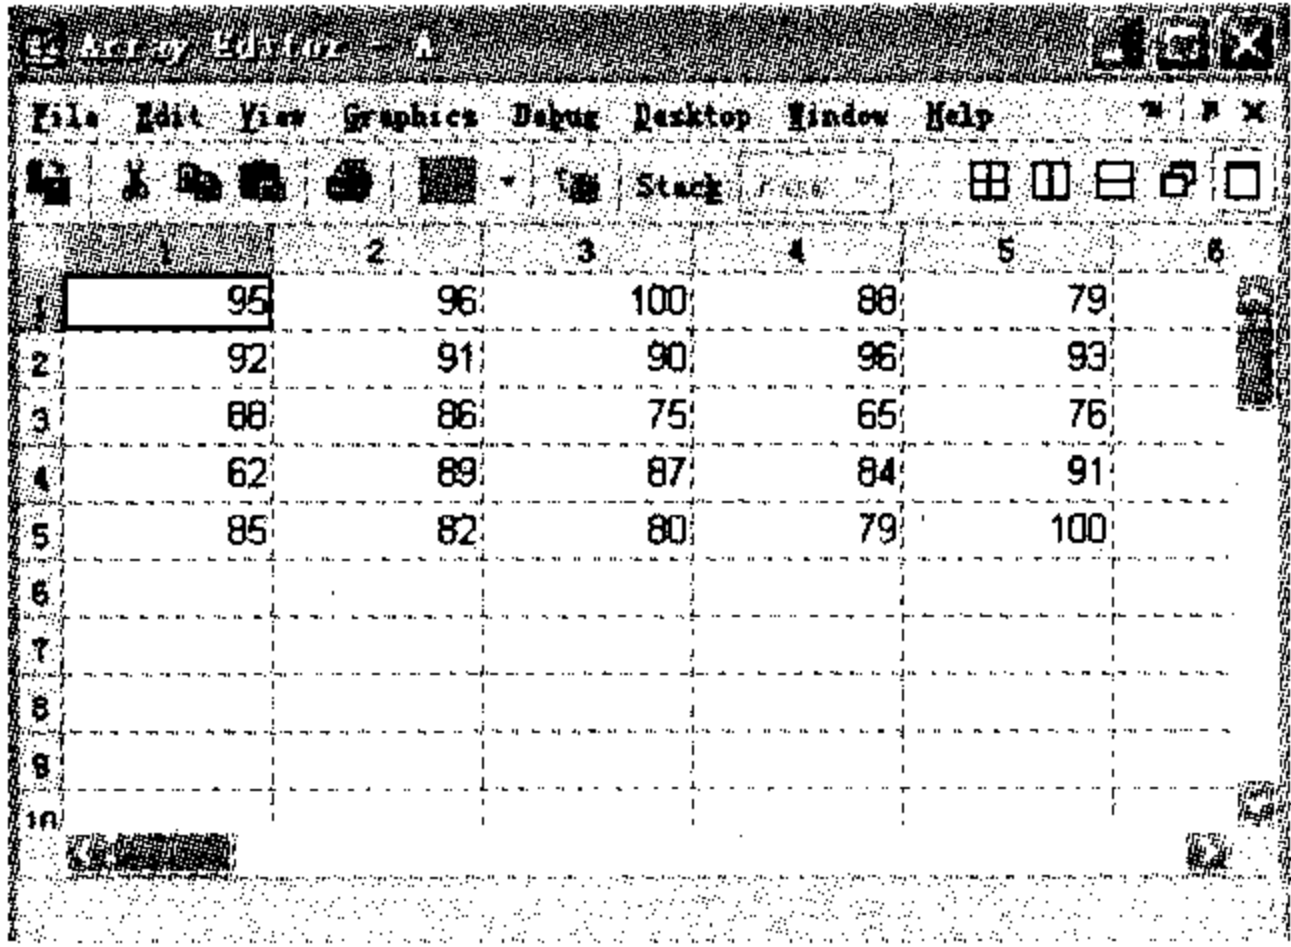 Array Editor - A
File Edit View Graphics Debug Desktop Window Help
Stack
1 2 3 4 5 6
1 95 96 100 88 79
2 92 91 90 96 93
3 88 86 75 65 76
4 62 89 87 84 91
5 85 82 80 79 100
6
7
8
9
10